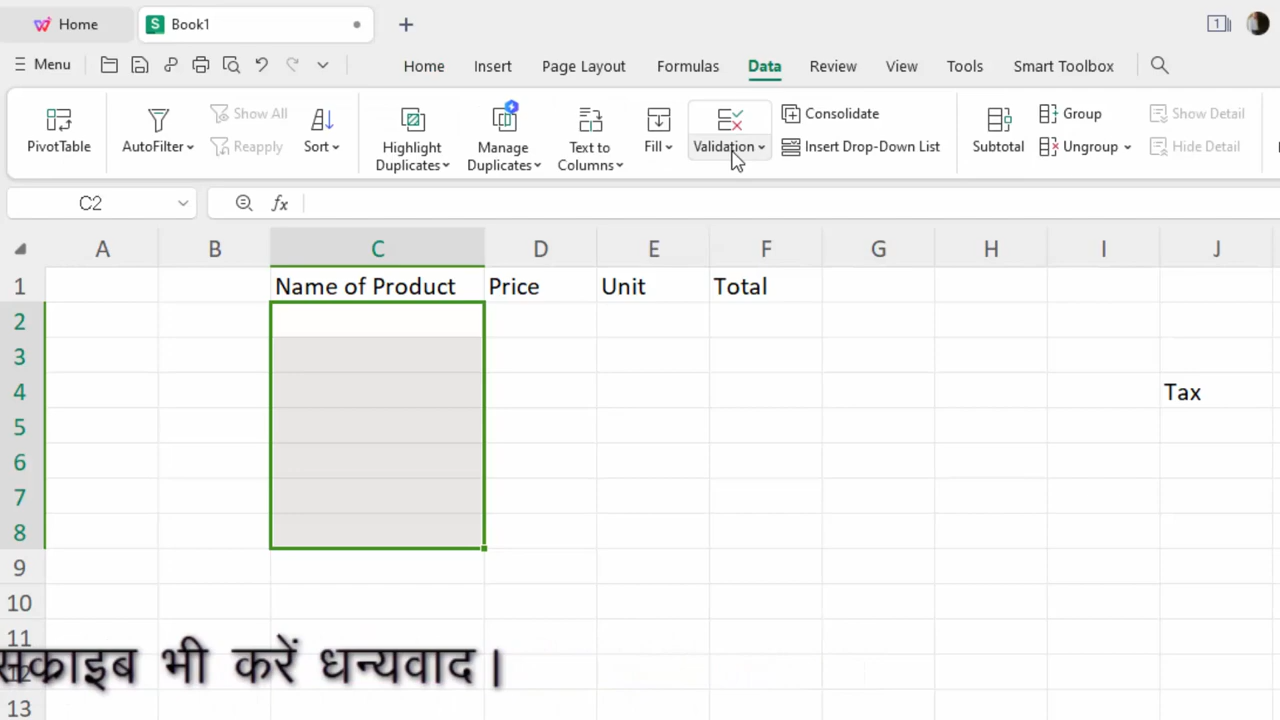 Home Book1 1
Menu Home Insert Page Layout Formulas Data Review View Tools Smart Toolbox
PivotTable AutoFilter Show All Reapply Sort Highlight Duplicates Manage Duplicates Text to Columns Fill Validation Consolidate Insert Drop-Down List Subtotal Group Ungroup Show Detail Hide Detail
C2 fx
A B C D E F G H I J
1 Name of Product Price Unit Total
2
3
4 Tax
5
6
7
8
9
10
11
भी करें धन्यवाद।
13